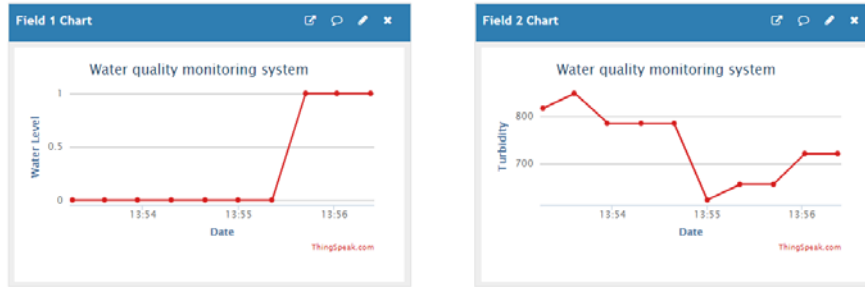 Field 1 Chart
Water quality monitoring system
1
0.5
0
Water Level
13:54 13:55 13:56
Date
ThingSpeak.com
Field 2 Chart
Water quality monitoring system
800
700
Turbidity
13:54 13:55 13:56
Date
ThingSpeak.com